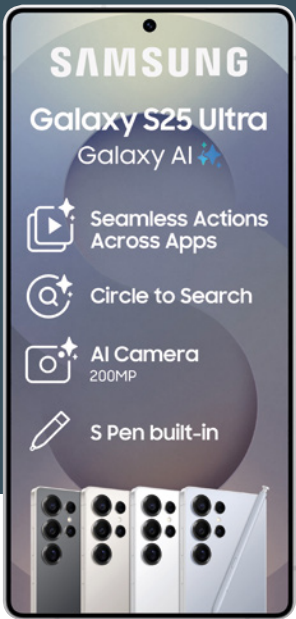 SAMSUNG
Galaxy S25 Ultra
Galaxy AI
Seamless Actions
Across Apps
Circle to Search
AI Camera
200MP
S Pen built-in